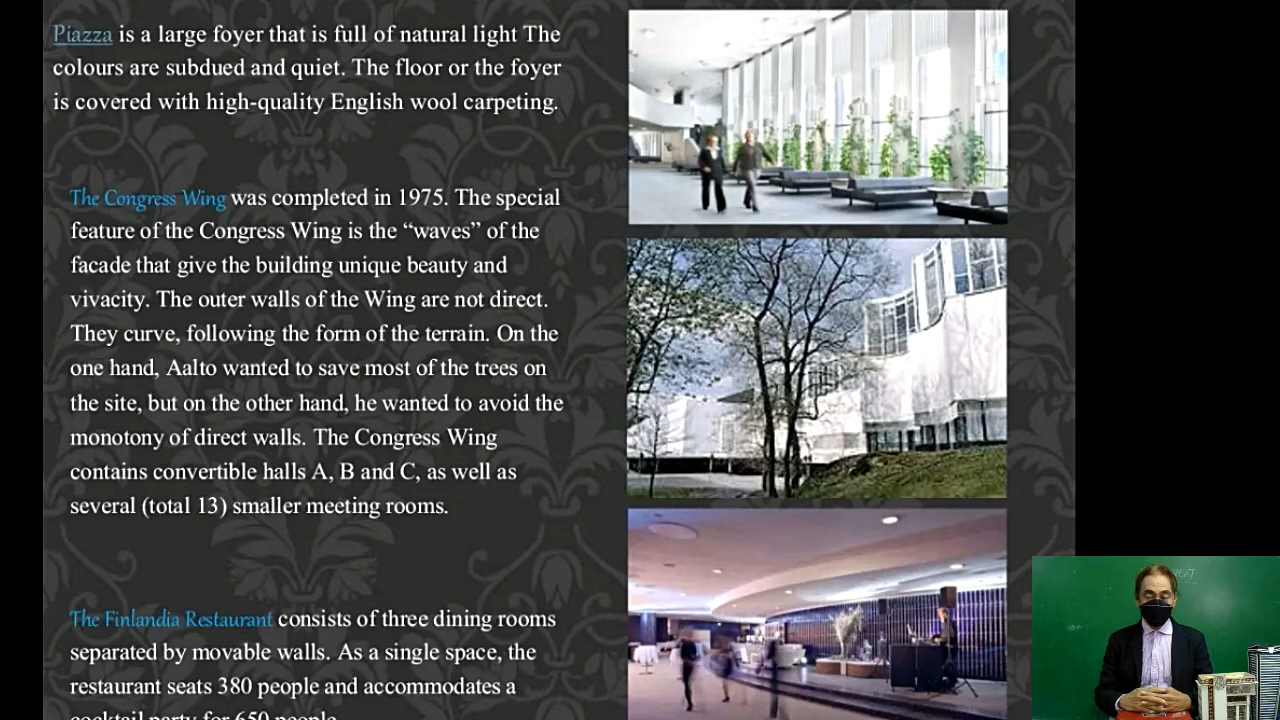 Piazza is a large foyer that is full of natural light The
colours are subdued and quiet. The floor or the foyer
is covered with high-quality English wool carpeting.
The Congress Wing was completed in 1975. The special
feature of the Congress Wing is the “waves” of the
facade that give the building unique beauty and
vivacity. The outer walls of the Wing are not direct.
They curve, following the form of the terrain. On the
one hand, Aalto wanted to save most of the trees on
the site, but on the other hand, he wanted to avoid the
monotony of direct walls. The Congress Wing
contains convertible halls A, B and C, as well as
several (total 13) smaller meeting rooms.
The Finlandia Restaurant consists of three dining rooms
separated by movable walls. As a single space, the
restaurant seats 380 people and accommodates a
cocktail party for 650 people.